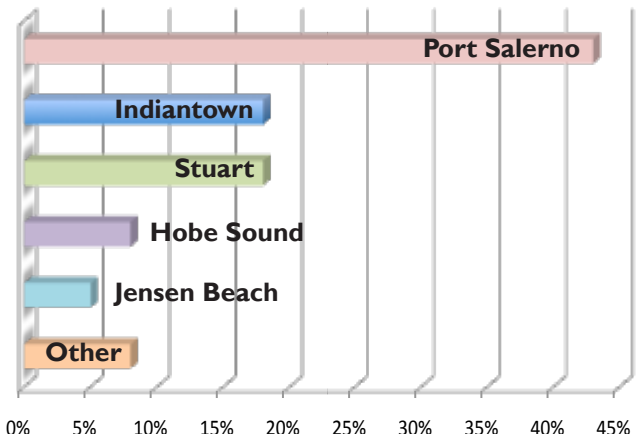 Port Salerno
Indiantown
Stuart
Hobe Sound
Jensen Beach
Other
0% 5% 10% 15% 20% 25% 30% 35% 40% 45%